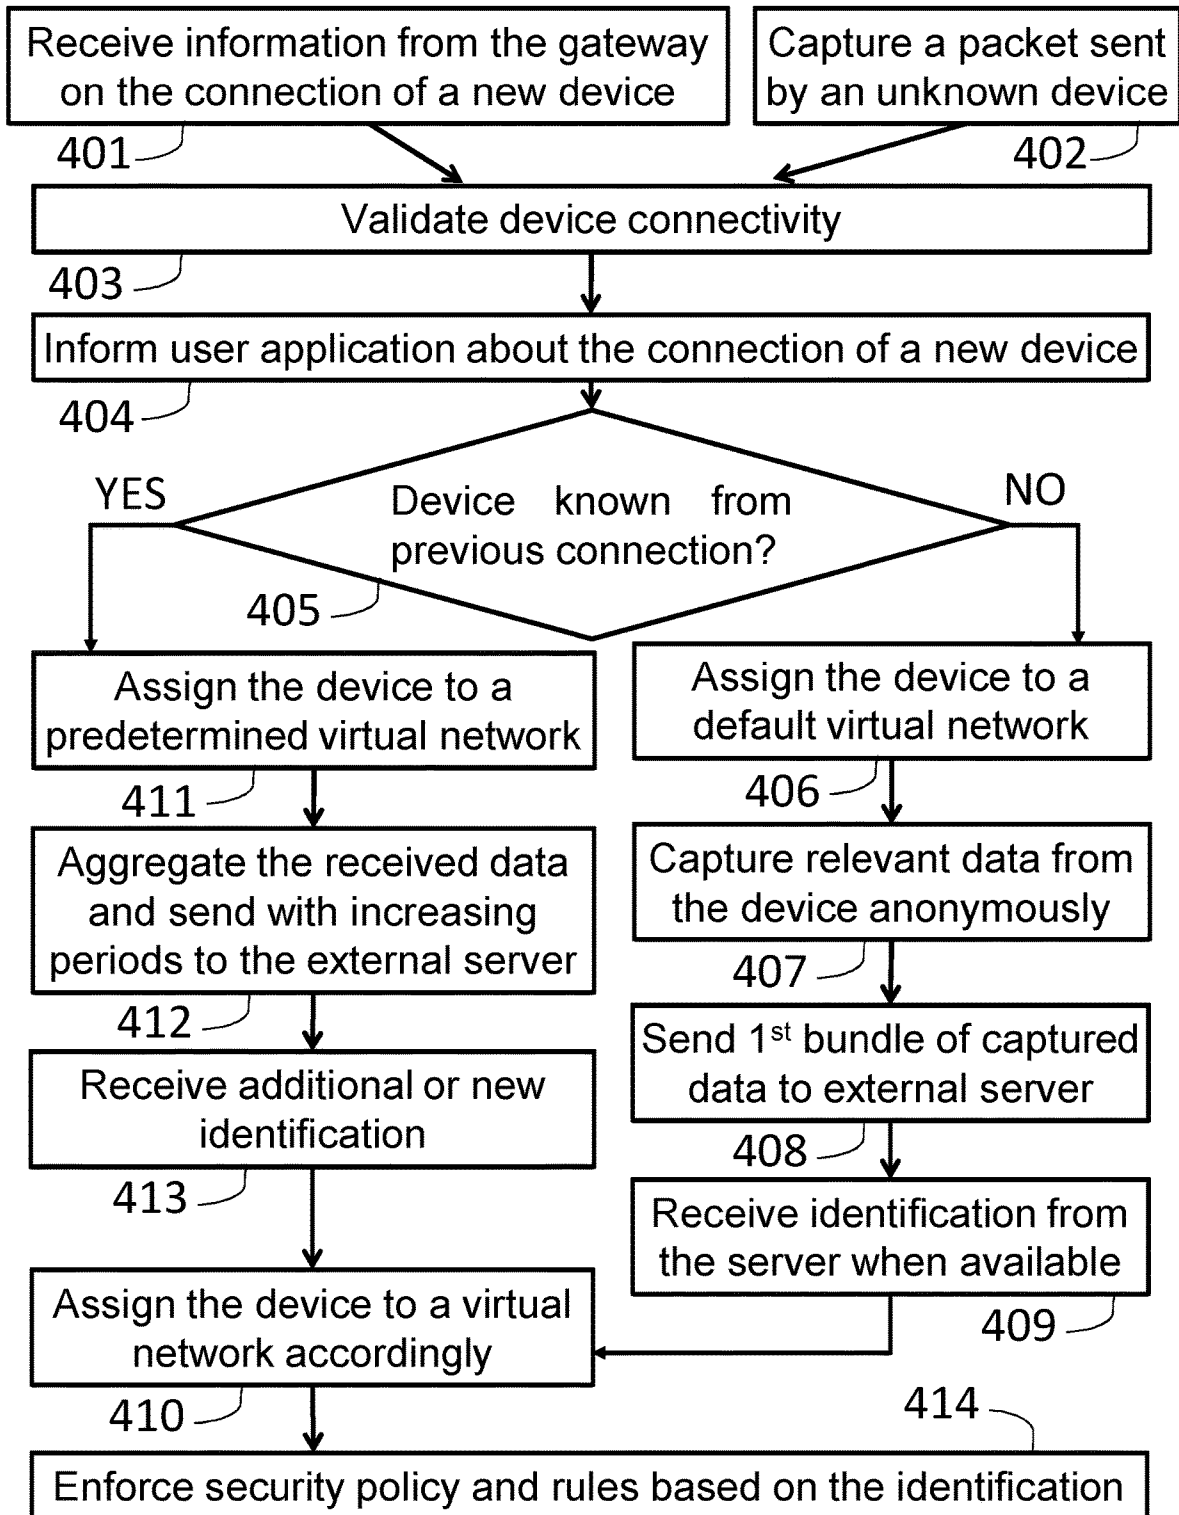 Receive information from the gateway
on the connection of a new device
401
Capture a packet sent
by an unknown device
402
Validate device connectivity
403
Inform user application about the connection of a new device
404
YES
NO
Device known from
previous connection?
405
Assign the device to a
predetermined virtual network
411
Assign the device to a
default virtual network
406
Aggregate the received data
and send with increasing
periods to the external server
412
Capture relevant data from
the device anonymously
407
Send 1st bundle of captured
data to external server
408
Receive additional or new
identification
413
Receive identification from
the server when available
409
Assign the device to a virtual
network accordingly
410
414
Enforce security policy and rules based on the identification